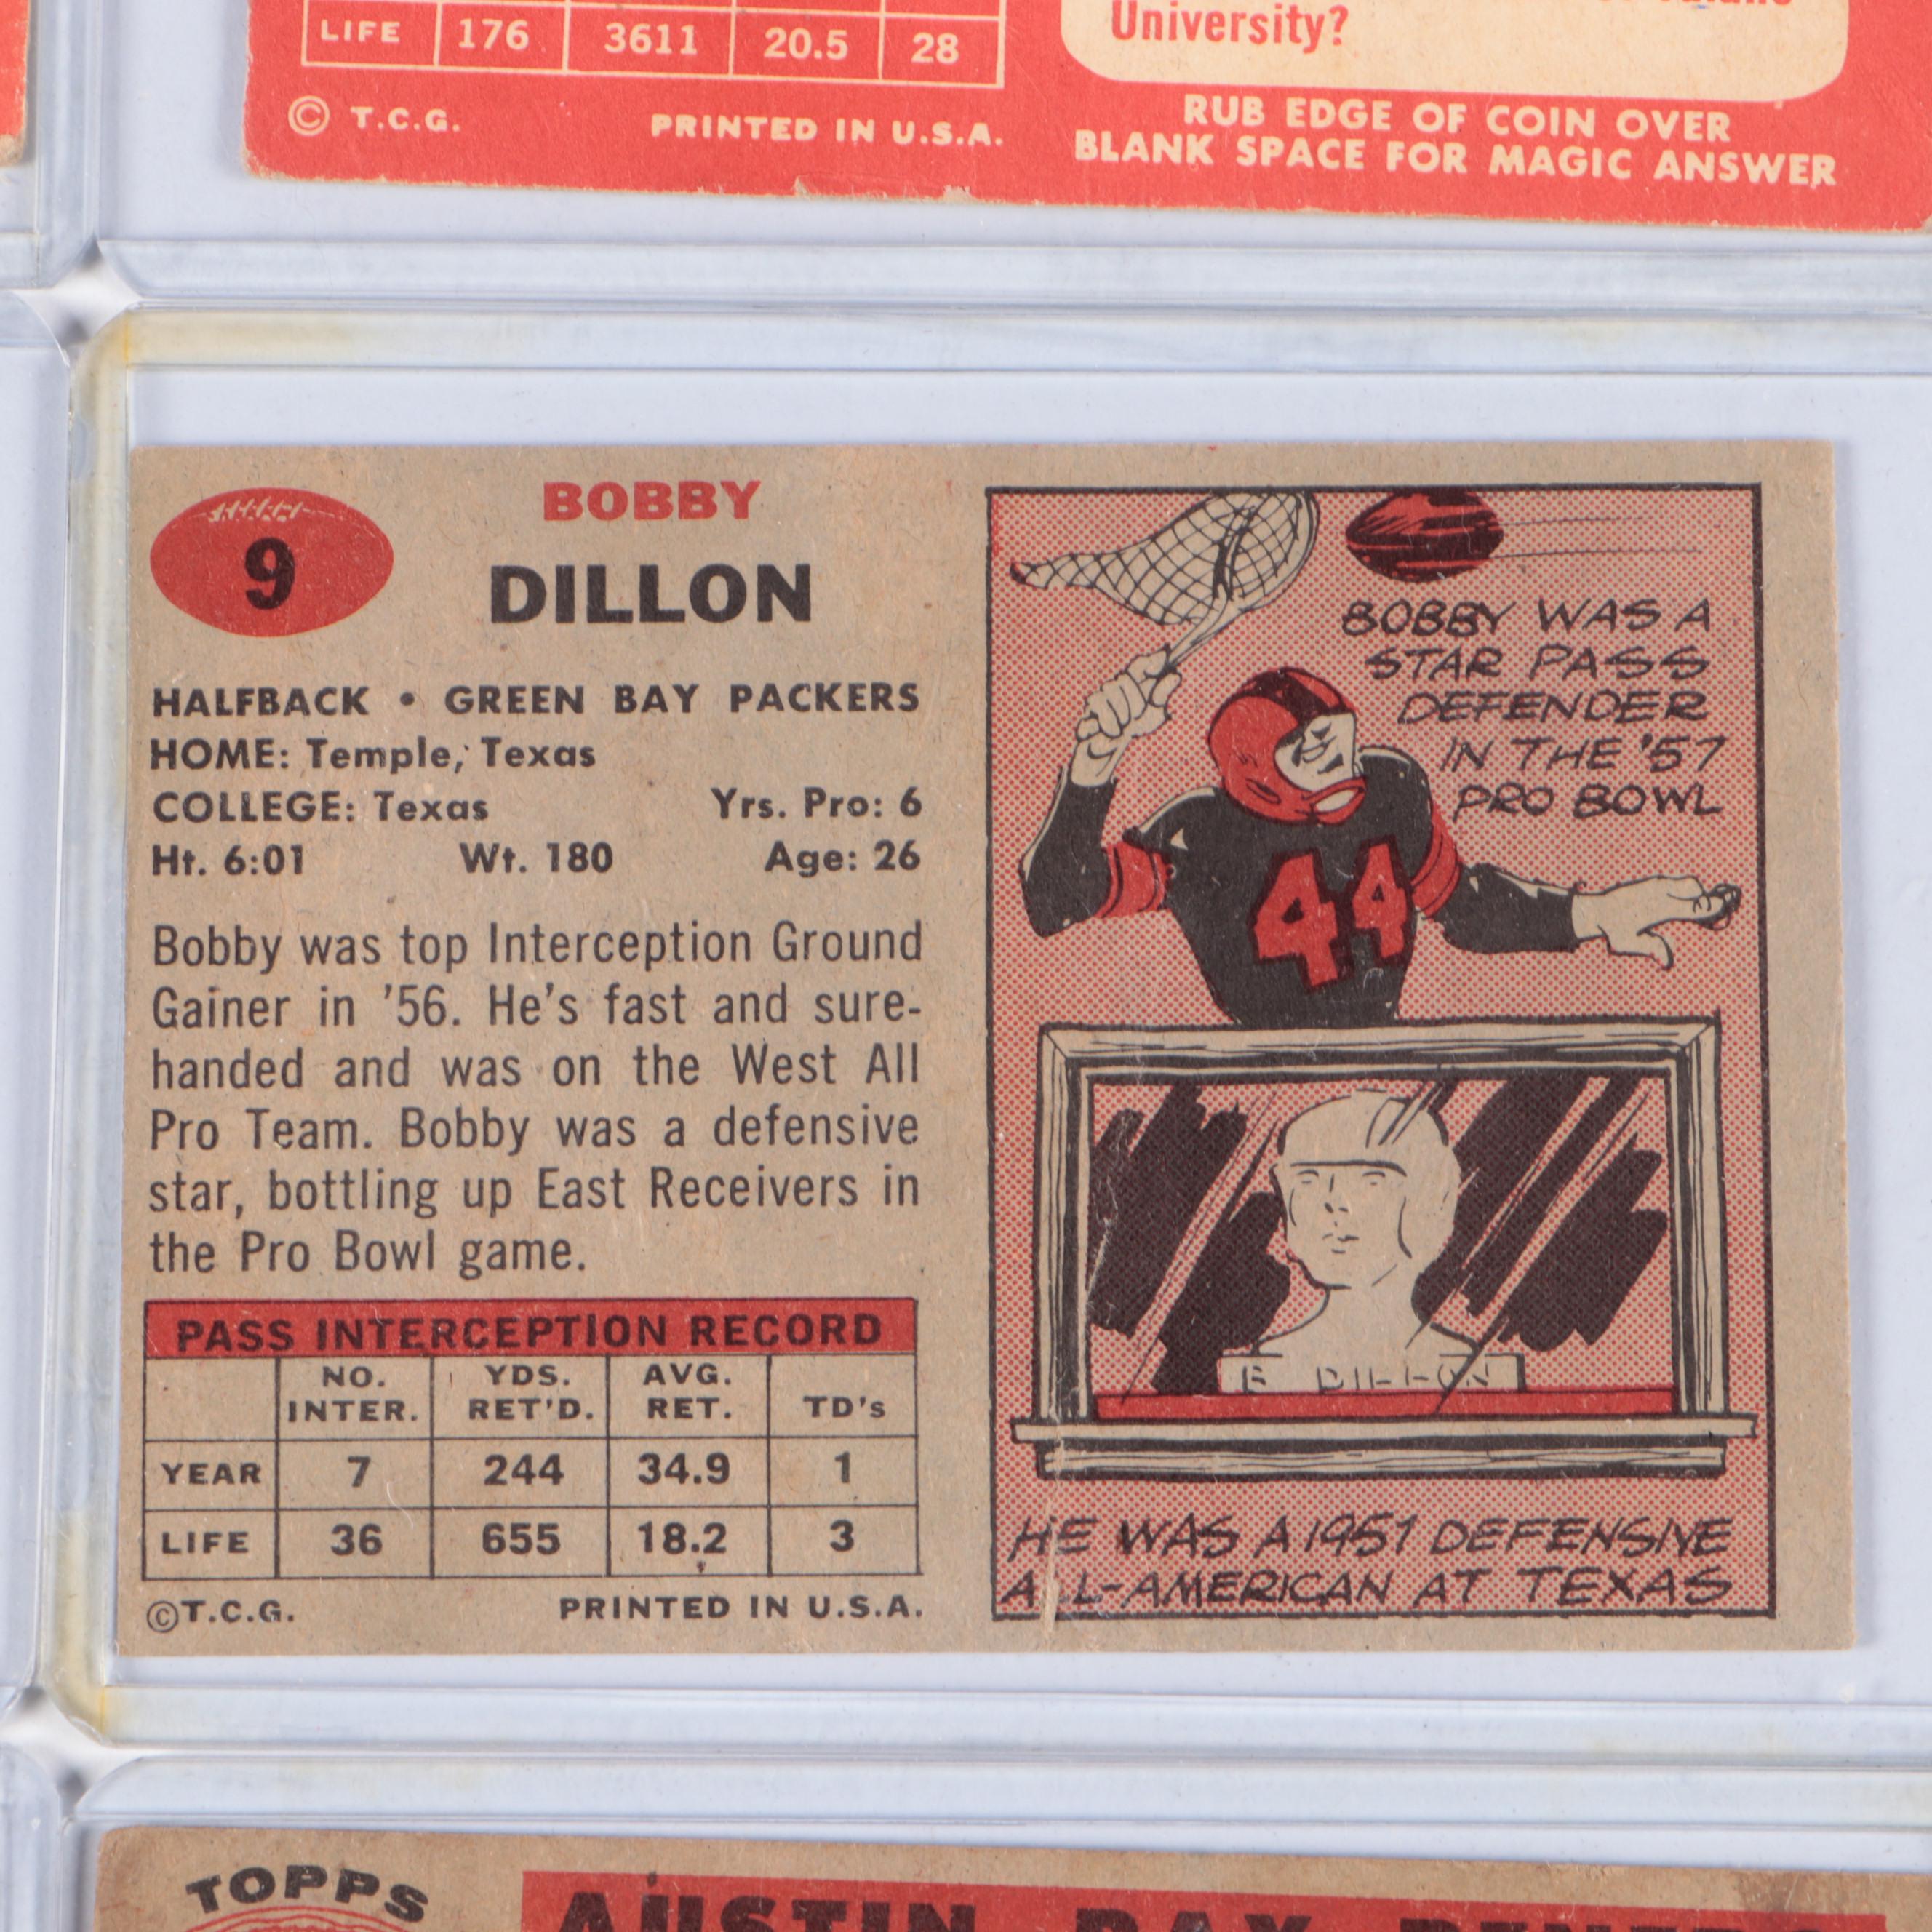 LIFE 176 3611 20.5 28
University?
© T.C.G. PRINTED IN U.S.A.
RUB EDGE OF COIN OVER
BLANK SPACE FOR MAGIC ANSWER
9
BOBBY
DILLON
HALFBACK • GREEN BAY PACKERS
HOME: Temple, Texas
COLLEGE: Texas Yrs. Pro: 6
Ht. 6:01 Wt. 180 Age: 26
Bobby was top Interception Ground
Gainer in '56. He's fast and sure-
handed and was on the West All
Pro Team. Bobby was a defensive
star, bottling up East Receivers in
the Pro Bowl game.
PASS INTERCEPTION RECORD
NO. YDS. AVG.
INTER. RET'D. RET. TD's
YEAR 7 244 34.9 1
LIFE 36 655 18.2 3
©T.C.G. PRINTED IN U.S.A.
BOBBY WAS A
STAR PASS
DEFENDER
IN THE '57
PRO BOWL
44
DILLON
HE WAS A 1951 DEFENSIVE
ALL-AMERICAN AT TEXAS
TOPPS
AUSTIN RAY